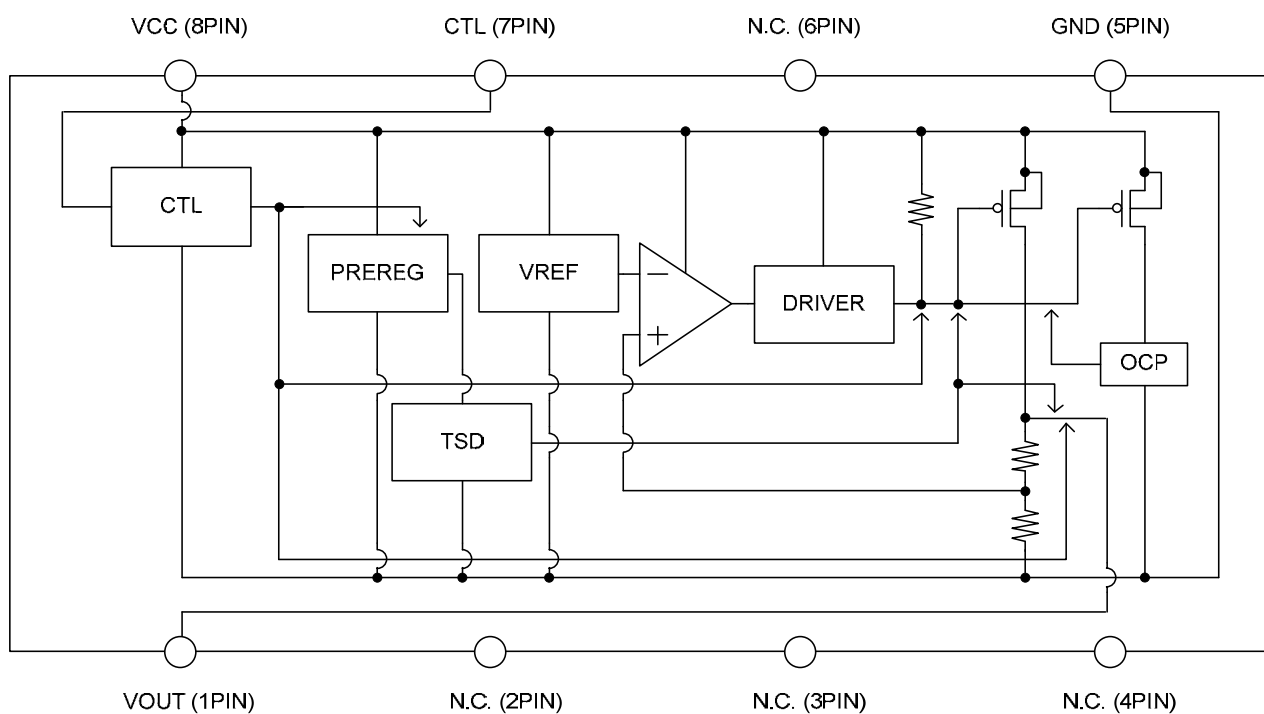 VCC (8PIN)
CTL (7PIN)
N.C. (6PIN)
GND (5PIN)
CTL
PREREG
VREF
−
+
DRIVER
OCP
TSD
VOUT (1PIN)
N.C. (2PIN)
N.C. (3PIN)
N.C. (4PIN)